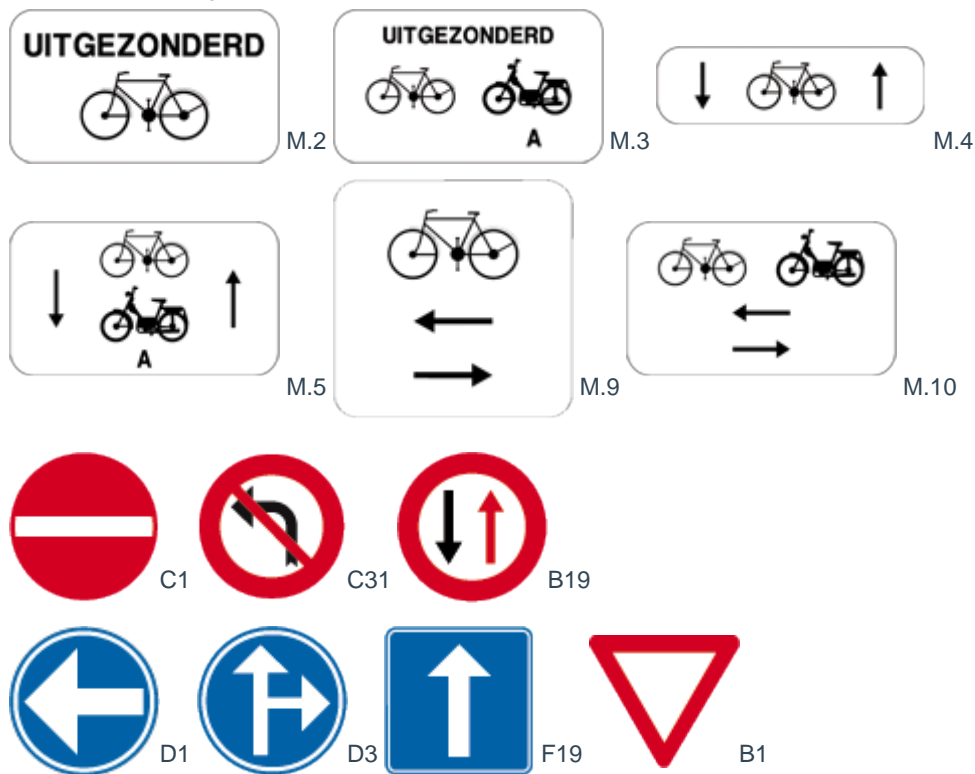 UITGEZONDERD
M.2
UITGEZONDERD
A
M.3
M.4
A
M.5
M.9
M.10
C1
C31
B19
D1
D3
F19
B1